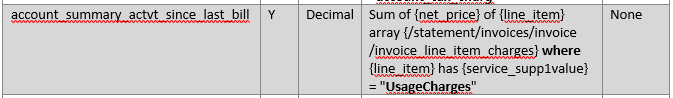 account_summary_actvt_since_last_bill Y Decimal Sum of {net_price} of {line_item} None
array {/statement/invoices/invoice
/invoice_line_item_charges} where
{line_item} has {service_supp1value}
= "UsageCharges"